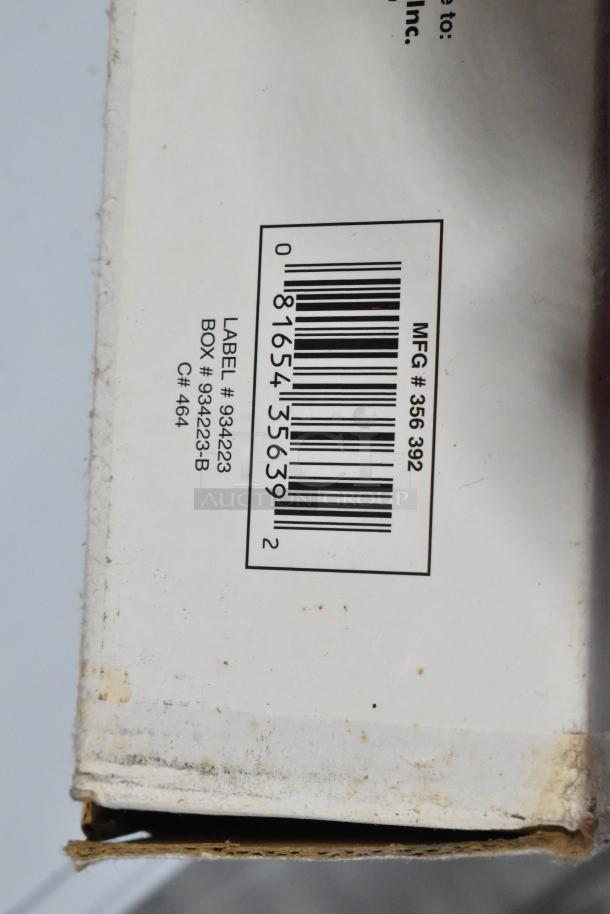 e to:
Inc.
MFG # 356 392
0 81654 35639 2
LABEL # 934223
BOX # 934223-B
C# 464
AUCTION GROUP